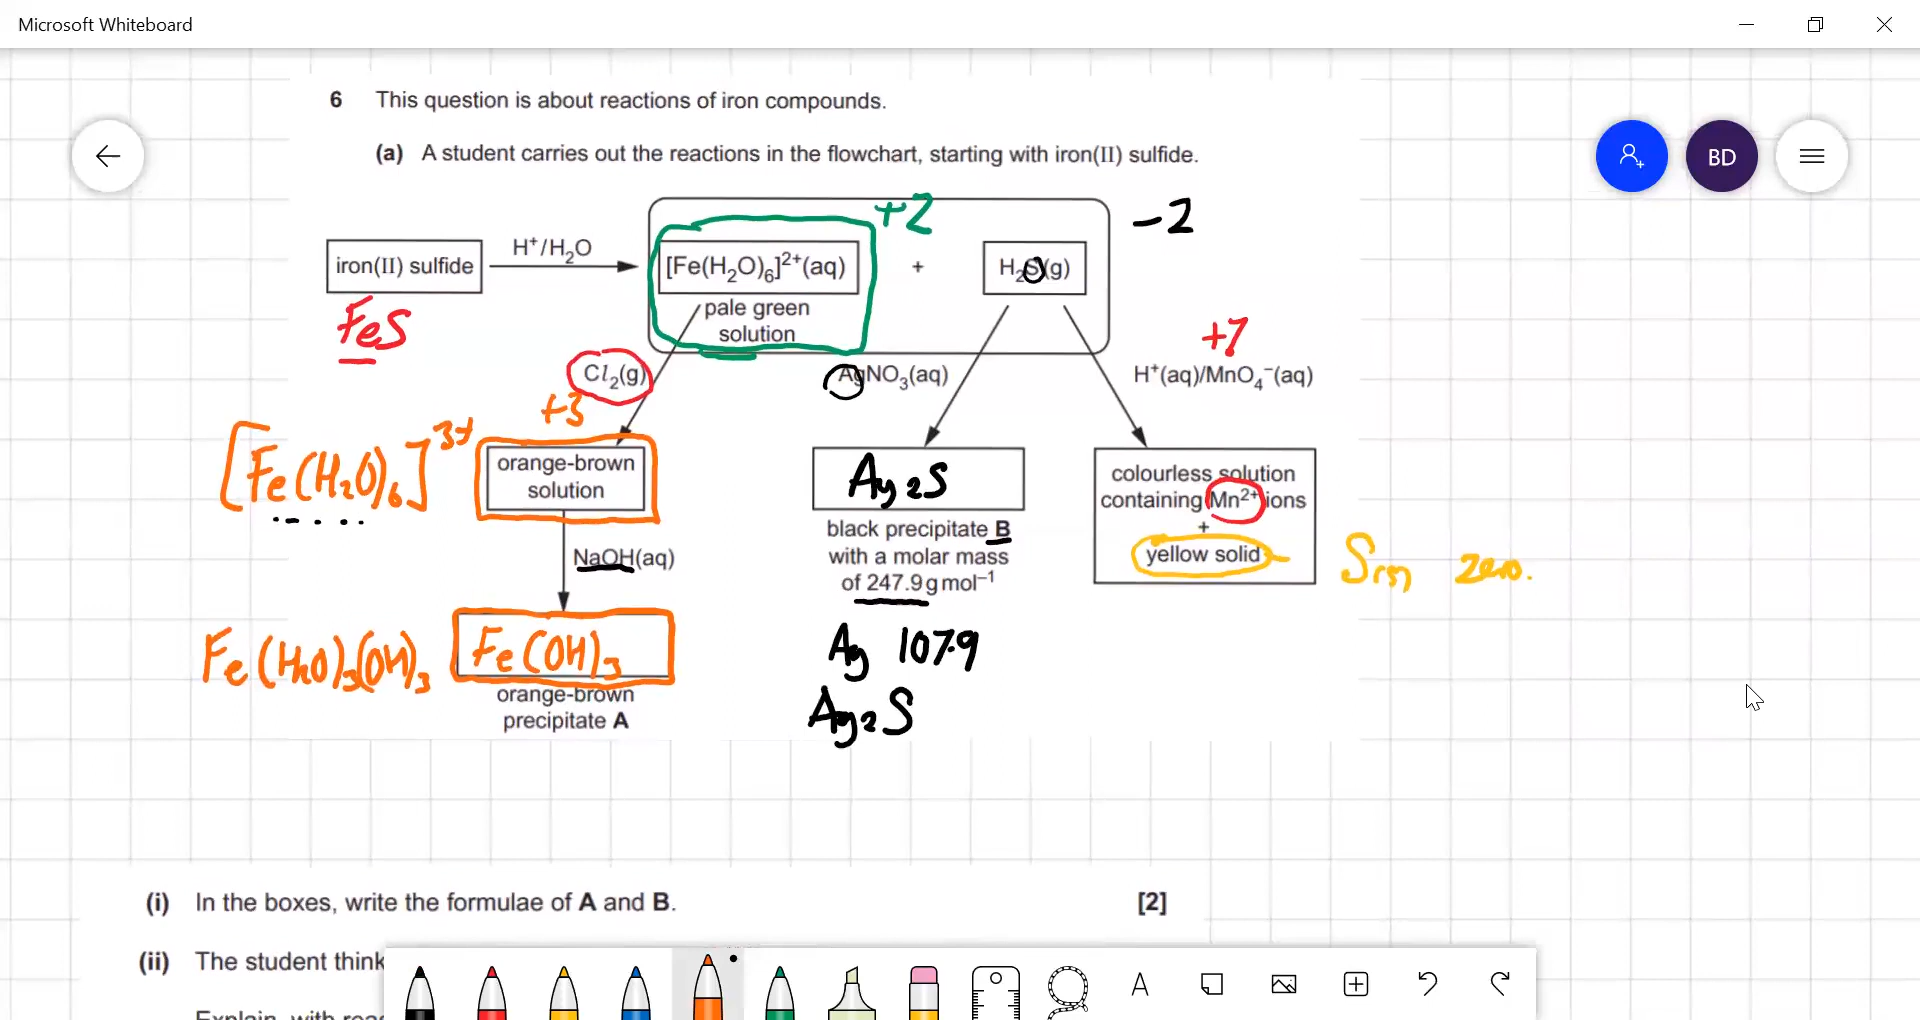 Microsoft Whiteboard
6 This question is about reactions of iron compounds.
(a) A student carries out the reactions in the flowchart, starting with iron(II) sulfide.
+2
-2
iron(II) sulfide
H⁺/H₂O
[Fe(H₂O)₆]²⁺(aq)
+
H₂S(g)
BD
FeS
pale green
solution
+7
Cl₂(g)
AgNO₃(aq)
H⁺(aq)/MnO₄⁻(aq)
+3
[Fe(H₂O)₆]³⁺
orange-brown
solution
Ag₂S
colourless solution
containing Mn²⁺ ions
+
yellow solid
S(s) zero.
black precipitate B
with a molar mass
of 247.9 g mol⁻¹
NaOH(aq)
Fe(H₂O)₃(OH)₃
Fe(OH)₃
Ag 107.9
Ag₂S
orange-brown
precipitate A
(i) In the boxes, write the formulae of A and B. [2]
(ii) The student think
A